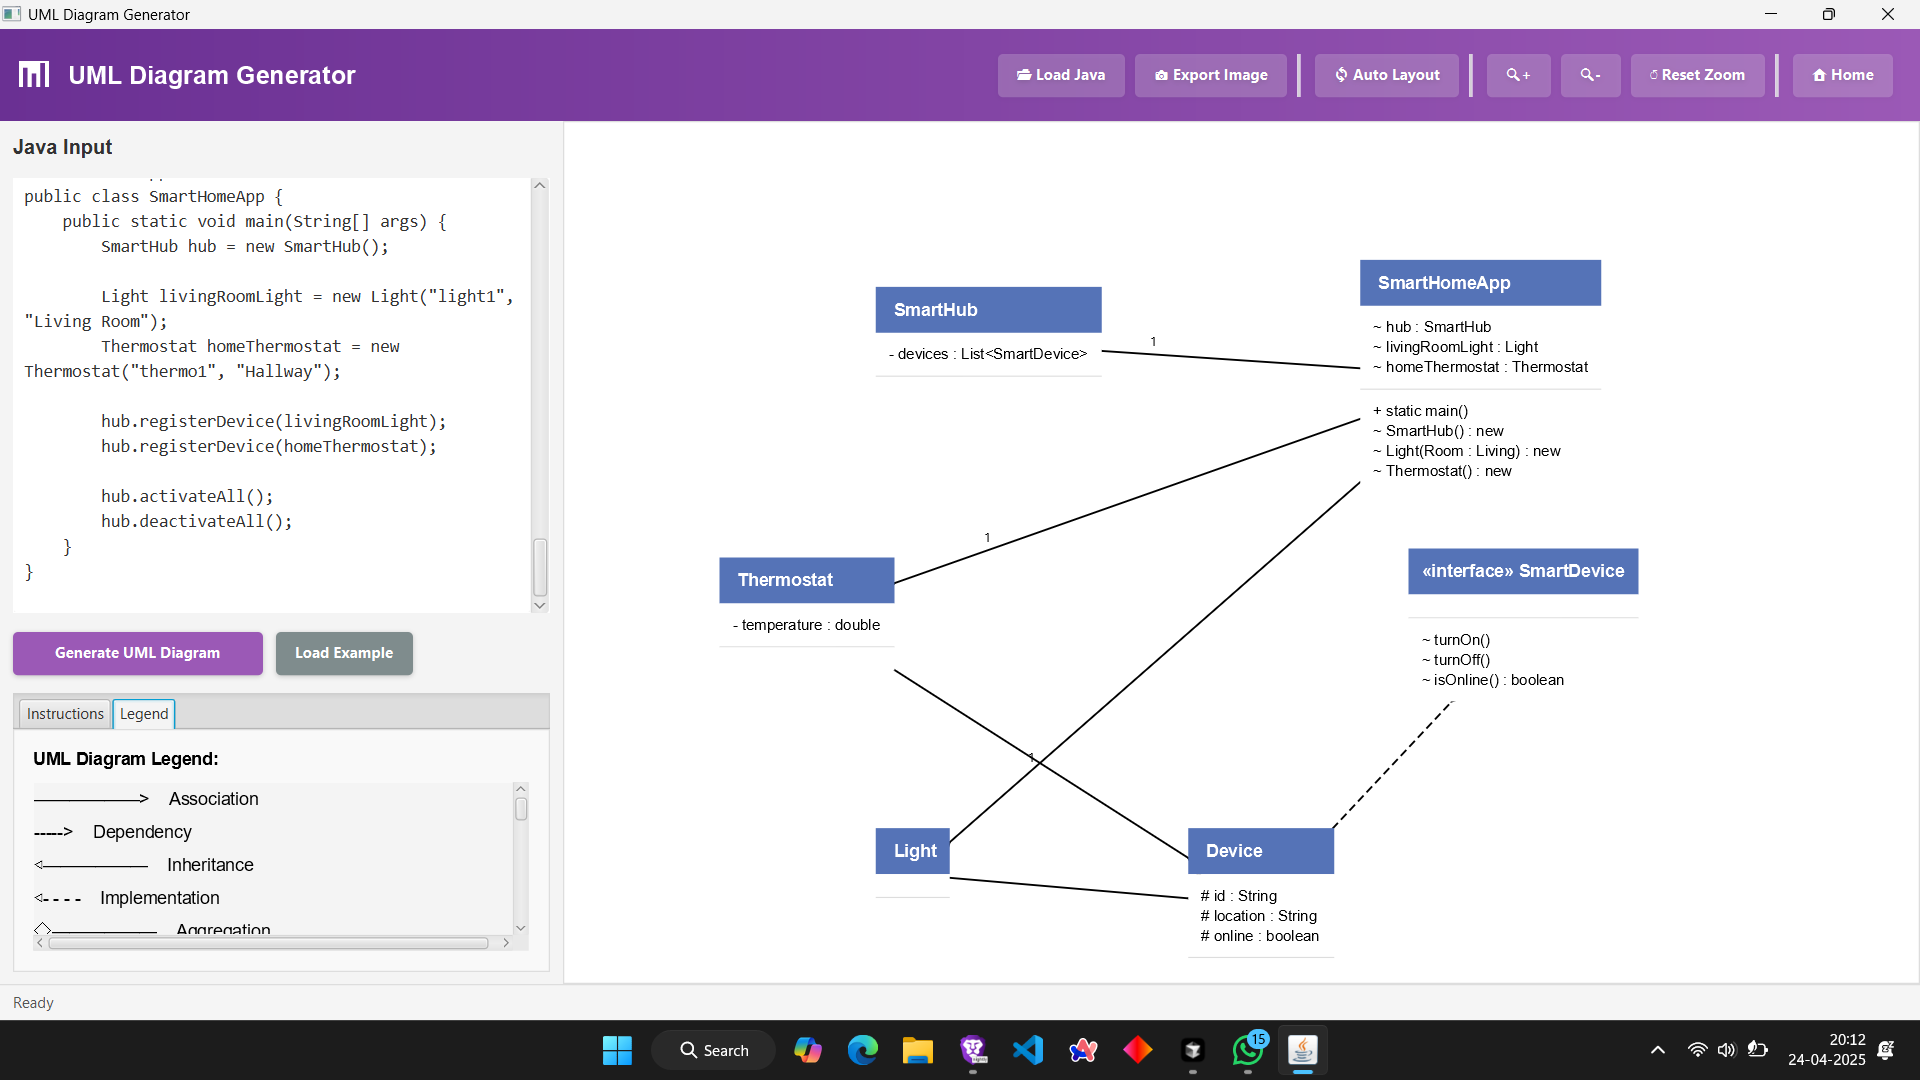 UML Diagram Generator
UML Diagram Generator
Load Java
Export Image
Auto Layout
+
-
Reset Zoom
Home
Java Input
public class SmartHomeApp {
    public static void main(String[] args) {
        SmartHub hub = new SmartHub();
        Light livingRoomLight = new Light("light1",
"Living Room");
        Thermostat homeThermostat = new
Thermostat("thermo1", "Hallway");
        hub.registerDevice(livingRoomLight);
        hub.registerDevice(homeThermostat);
        hub.activateAll();
        hub.deactivateAll();
    }
}
Generate UML Diagram
Load Example
Instructions
Legend
UML Diagram Legend:
Association
Dependency
Inheritance
Implementation
Aggregation
Ready
SmartHub
- devices : List<SmartDevice>
1
SmartHomeApp
~ hub : SmartHub
~ livingRoomLight : Light
~ homeThermostat : Thermostat
+ static main()
~ SmartHub() : new
~ Light(Room : Living) : new
~ Thermostat() : new
1
Thermostat
- temperature : double
«interface» SmartDevice
~ turnOn()
~ turnOff()
~ isOnline() : boolean
1
Light
Device
# id : String
# location : String
# online : boolean
Search
15
20:12
24-04-2025